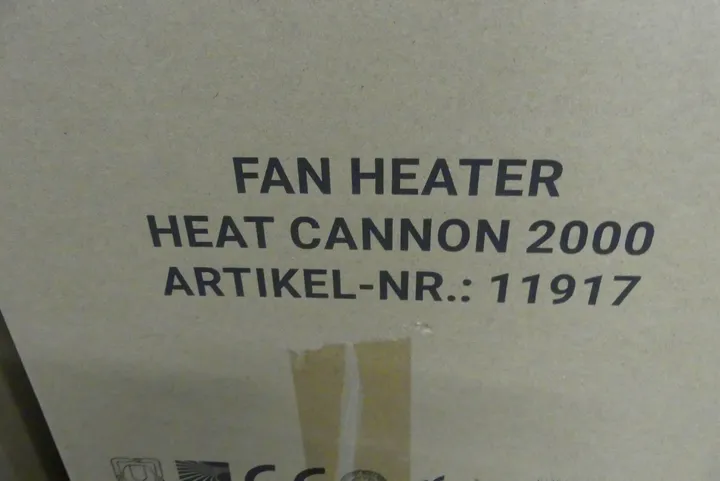 FAN HEATER
HEAT CANNON 2000
ARTIKEL-NR.: 11917